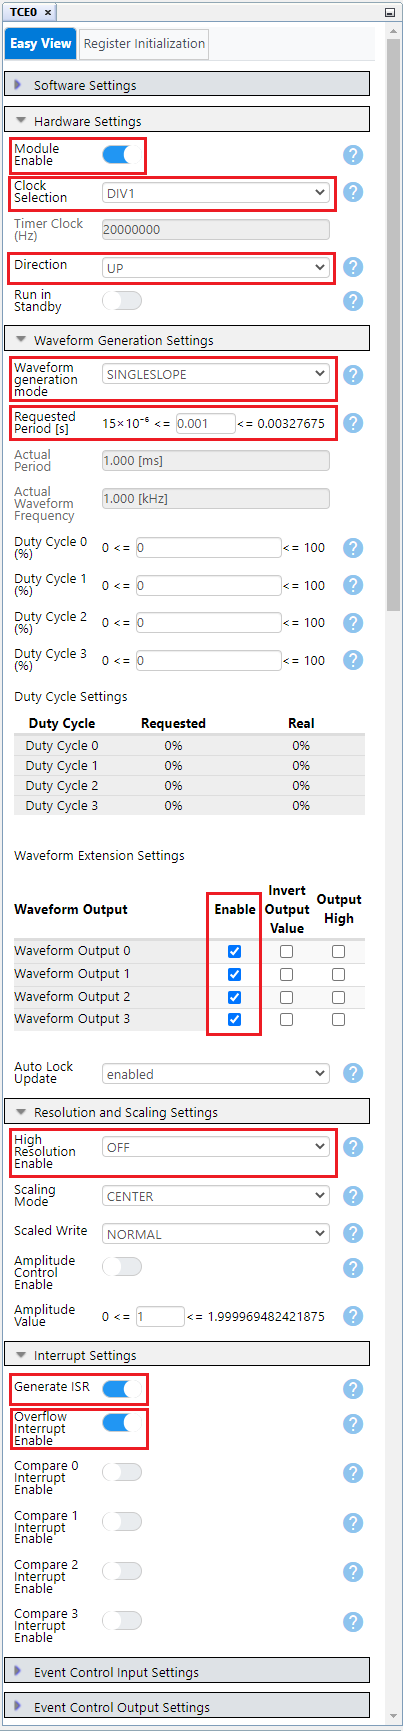 TCE0 ×
Easy View
Register Initialization
Software Settings
Hardware Settings
Module
Enable
?
Clock
Selection
DIV1
?
Timer Clock
(Hz)
20000000
Direction
UP
?
Run in
Standby
?
Waveform Generation Settings
Waveform
generation
mode
SINGLESLOPE
?
Requested
Period [s]
15×10⁻⁶ <= 0.001 <= 0.00327675
?
Actual
Period
1.000 [ms]
Actual
Waveform
Frequency
1.000 [kHz]
Duty Cycle 0
(%)
0 <= 0 <= 100
?
Duty Cycle 1
(%)
0 <= 0 <= 100
?
Duty Cycle 2
(%)
0 <= 0 <= 100
?
Duty Cycle 3
(%)
0 <= 0 <= 100
?
Duty Cycle Settings
Duty Cycle Requested Real
Duty Cycle 0 0% 0%
Duty Cycle 1 0% 0%
Duty Cycle 2 0% 0%
Duty Cycle 3 0% 0%
Waveform Extension Settings
Waveform Output
Enable
Invert
Output
Value
Output
High
Waveform Output 0
Waveform Output 1
Waveform Output 2
Waveform Output 3
Auto Lock
Update
enabled
?
Resolution and Scaling Settings
High
Resolution
Enable
OFF
?
Scaling
Mode
CENTER
?
Scaled Write
NORMAL
?
Amplitude
Control
Enable
?
Amplitude
Value
0 <= 1 <= 1.999969482421875
?
Interrupt Settings
Generate ISR
?
Overflow
Interrupt
Enable
?
Compare 0
Interrupt
Enable
?
Compare 1
Interrupt
Enable
?
Compare 2
Interrupt
Enable
?
Compare 3
Interrupt
Enable
?
Event Control Input Settings
Event Control Output Settings